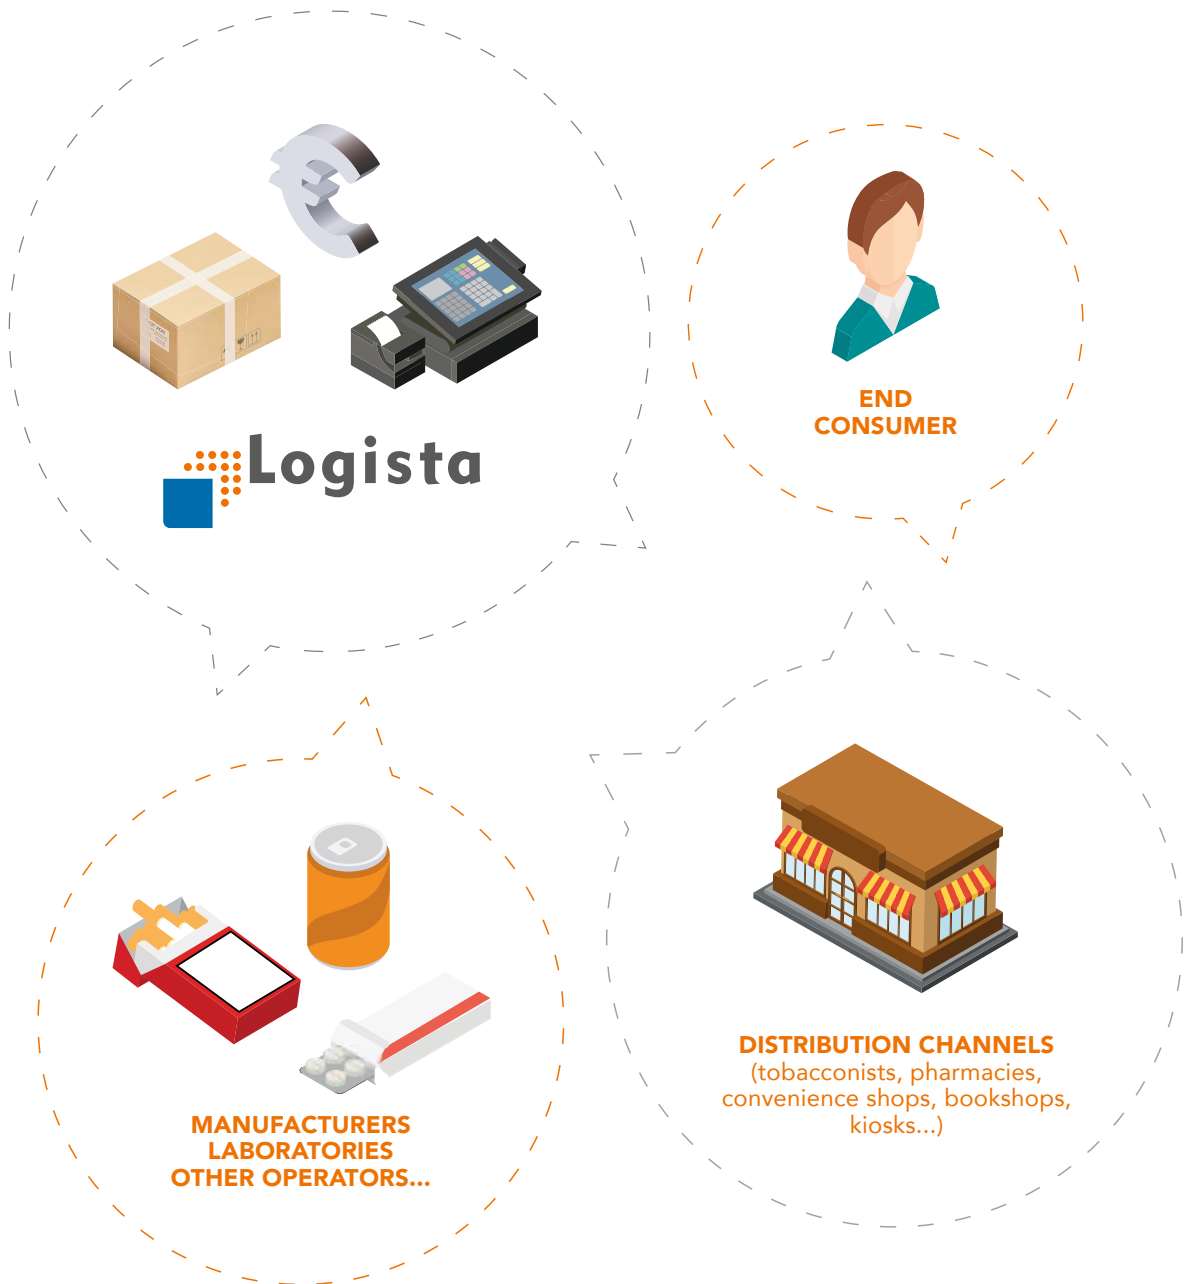 Logista
END
CONSUMER
MANUFACTURERS
LABORATORIES
OTHER OPERATORS...
DISTRIBUTION CHANNELS
(tobacconists, pharmacies,
convenience shops, bookshops,
kiosks...)